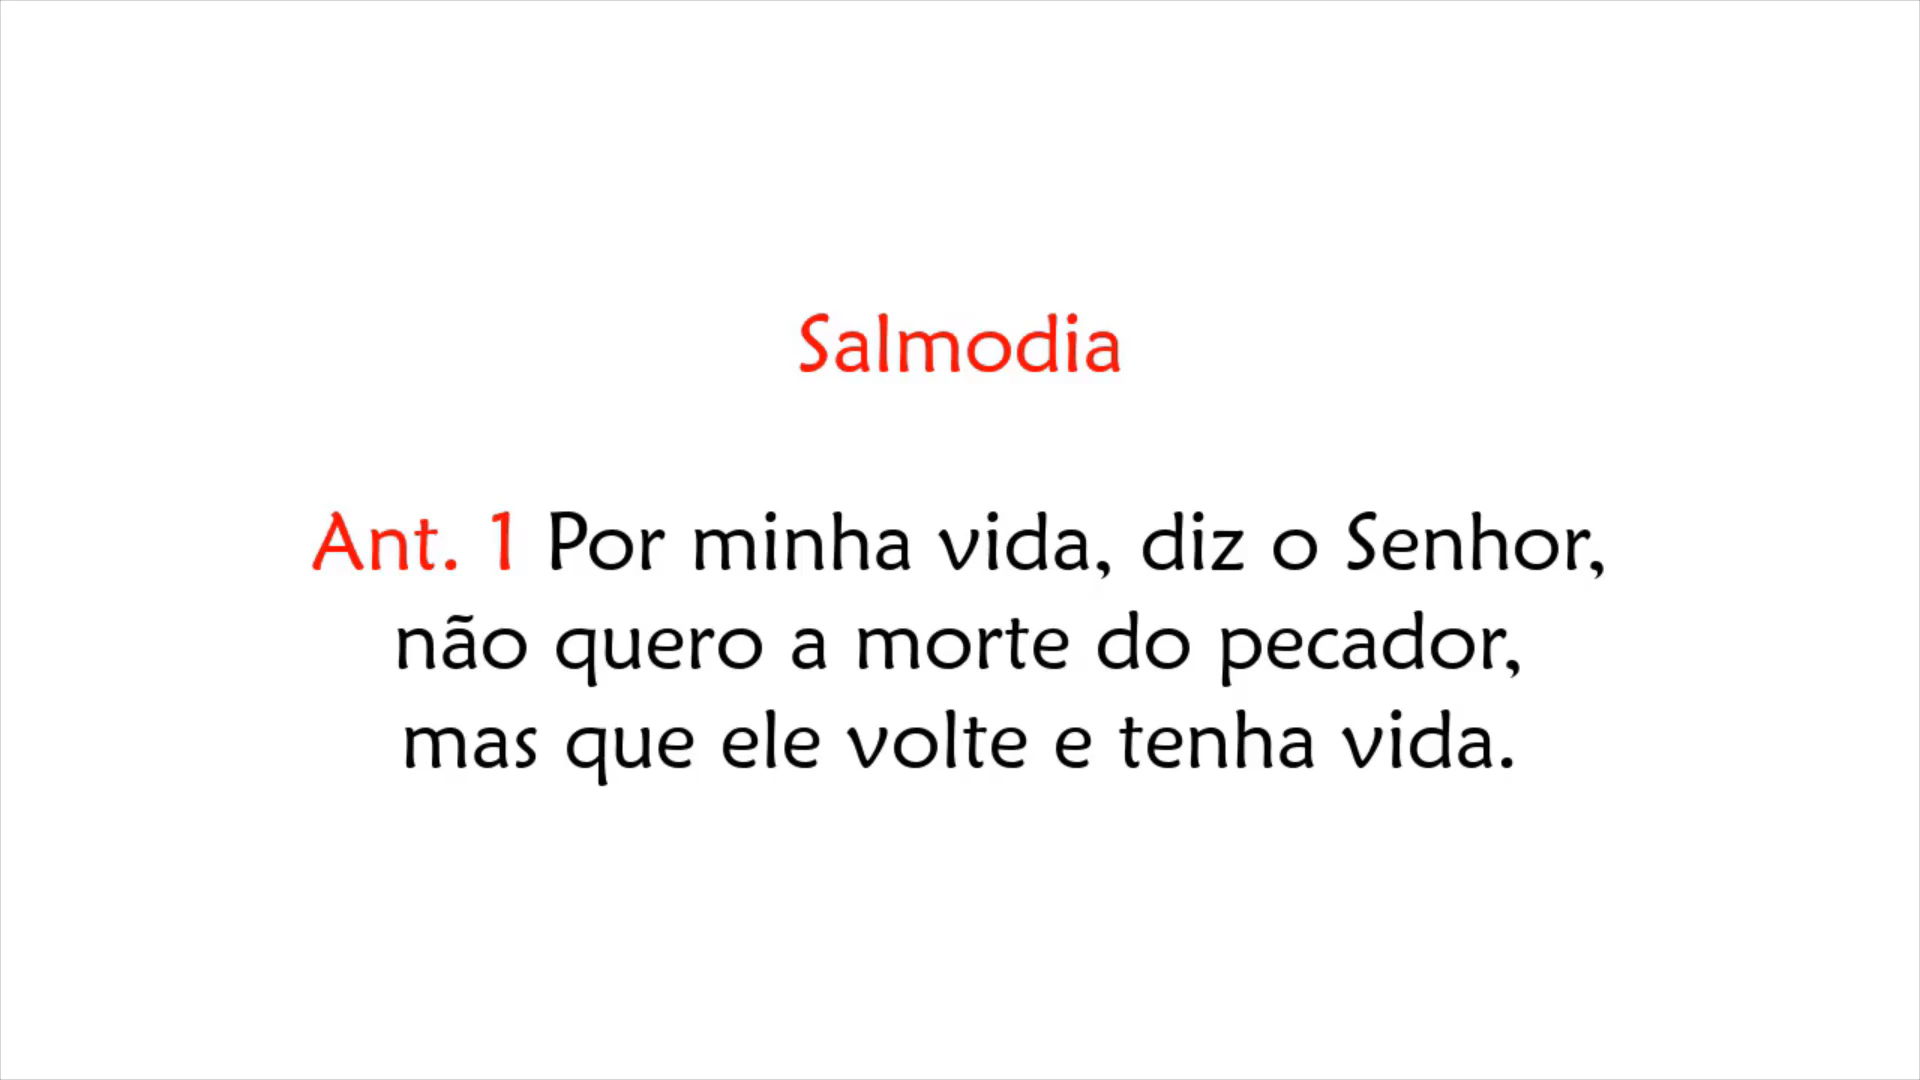 Salmodia
Ant. 1 Por minha vida, diz o Senhor,
não quero a morte do pecador,
mas que ele volte e tenha vida.